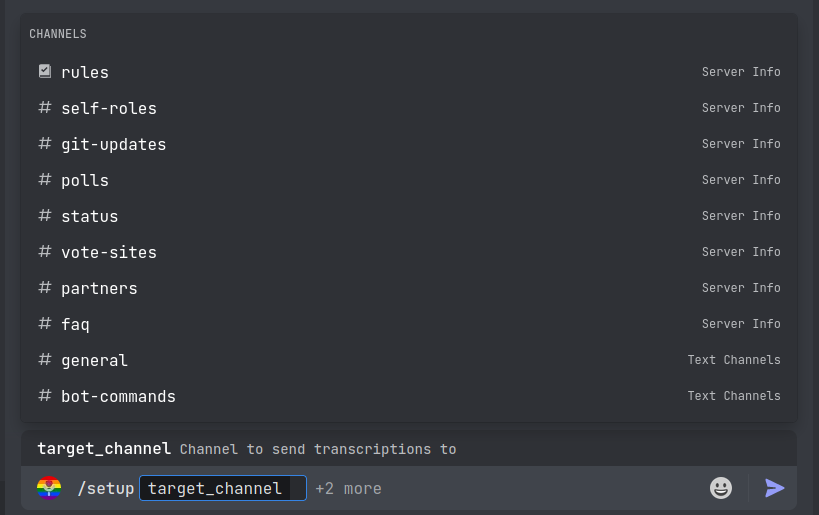 CHANNELS
rules Server Info
# self-roles Server Info
# git-updates Server Info
# polls Server Info
# status Server Info
# vote-sites Server Info
# partners Server Info
# faq Server Info
# general Text Channels
# bot-commands Text Channels
target_channel Channel to send transcriptions to
/setup target_channel +2 more